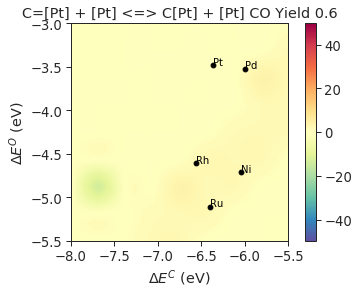 C=[Pt] + [Pt] <=> C[Pt] + [Pt] CO Yield 0.6
−3.0
−3.5
−4.0
−4.5
−5.0
−5.5
ΔE^O (eV)
Pt
Pd
Rh
Ni
Ru
−8.0 −7.5 −7.0 −6.5 −6.0 −5.5
ΔE^C (eV)
40
20
0
−20
−40